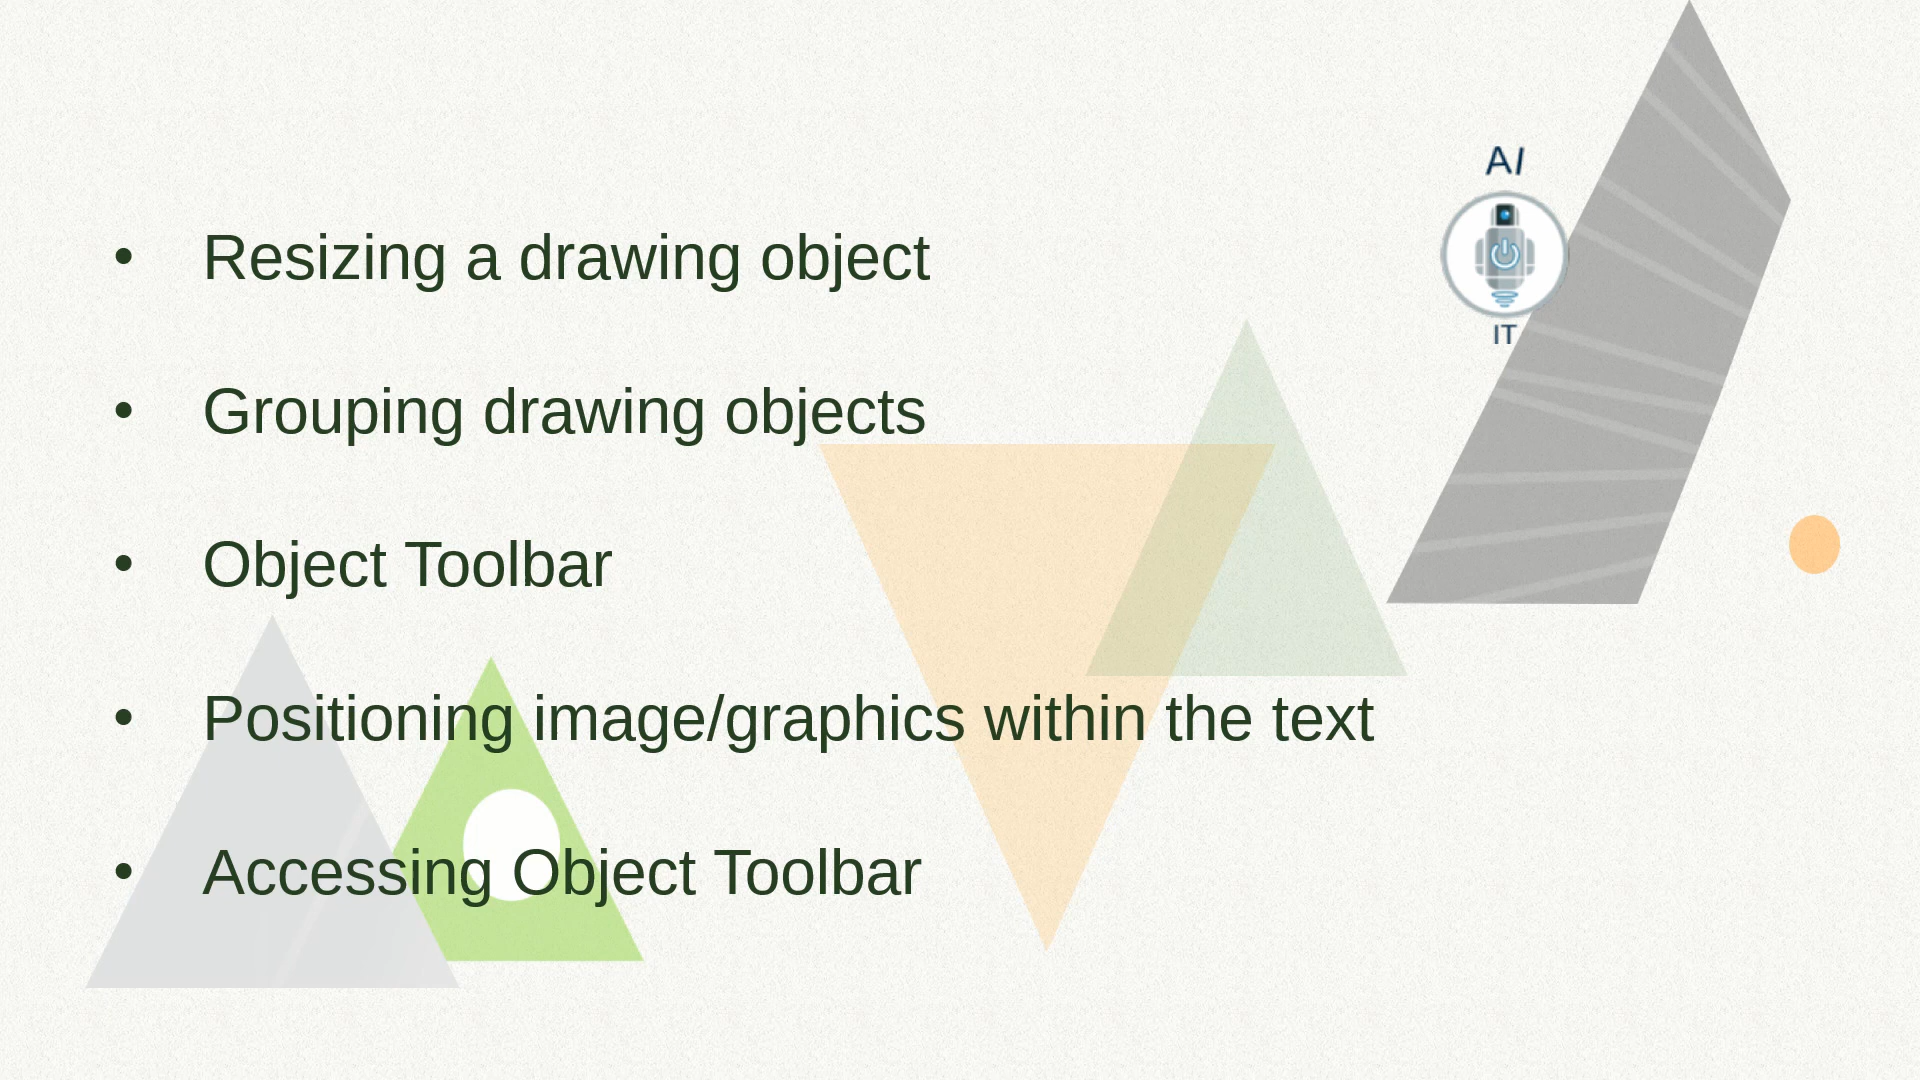 AI
IT
• Resizing a drawing object
• Grouping drawing objects
• Object Toolbar
• Positioning image/graphics within the text
• Accessing Object Toolbar